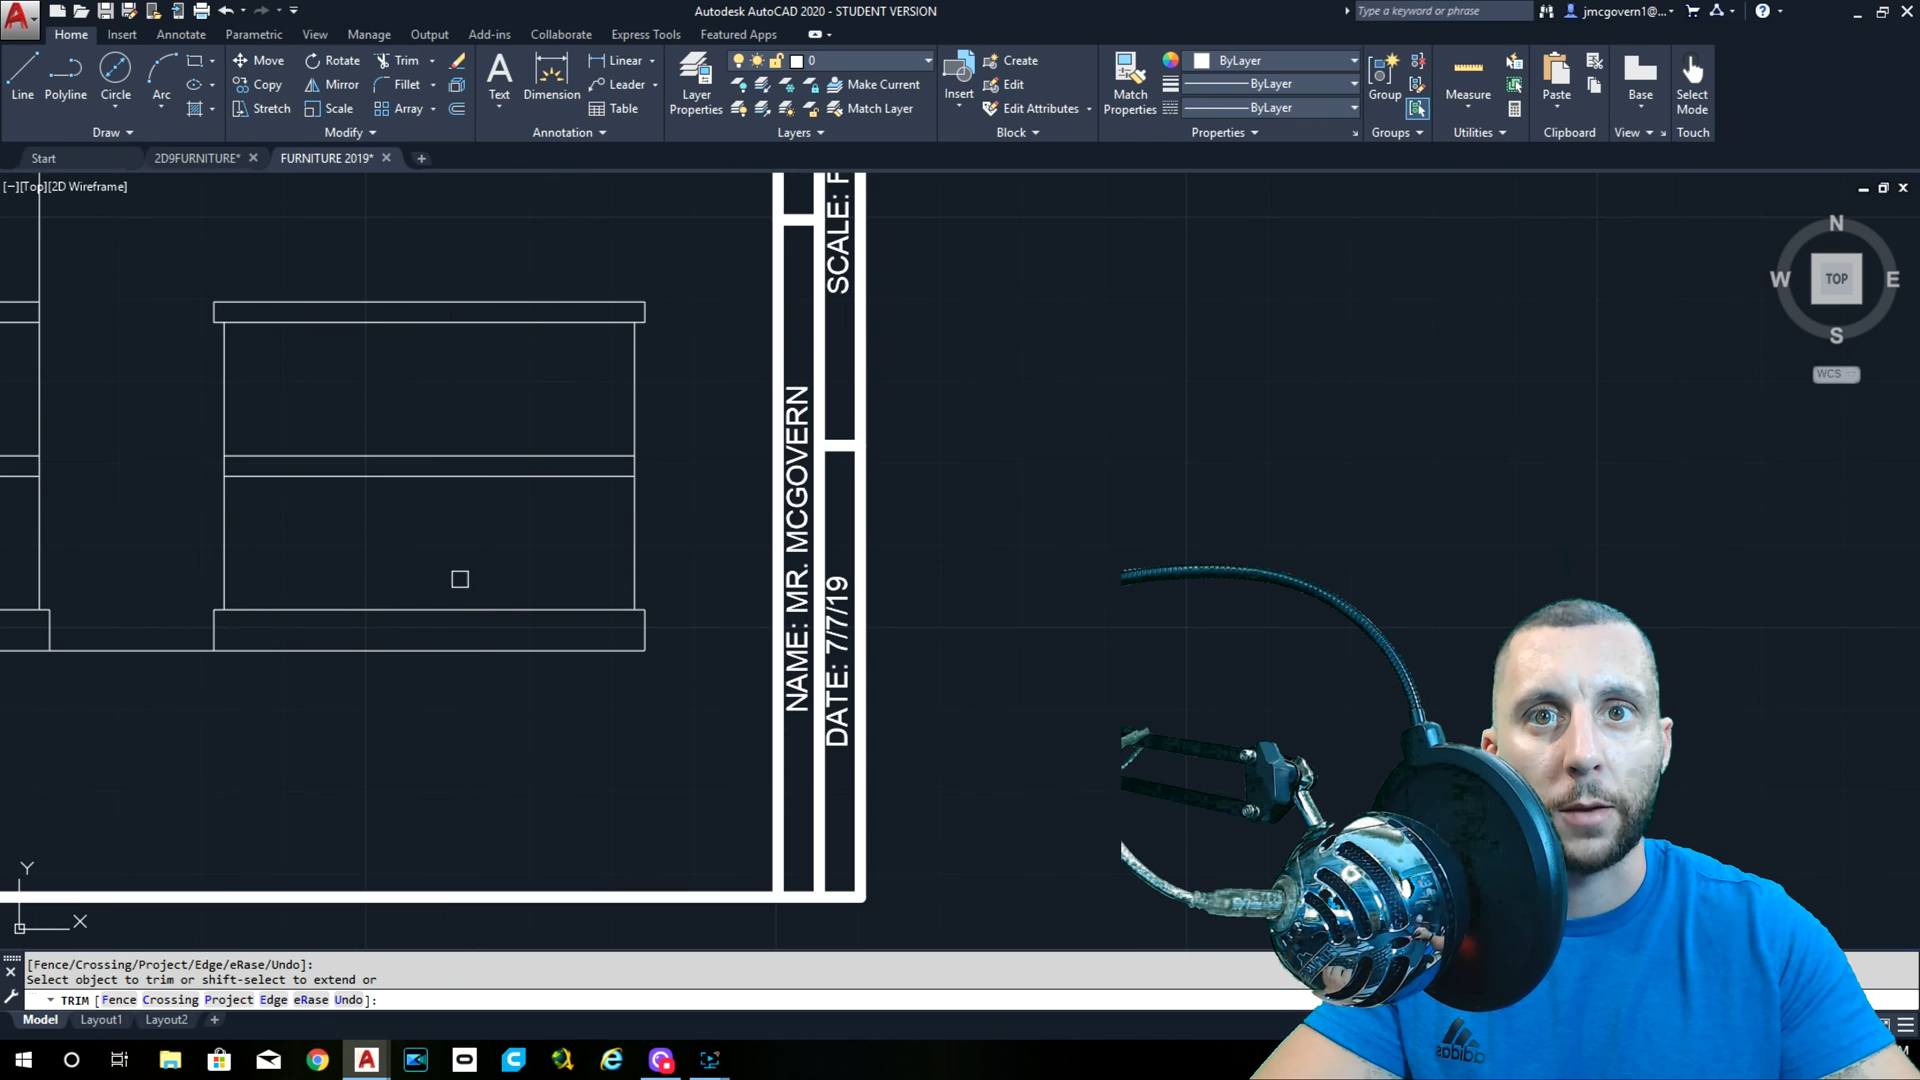 Autodesk AutoCAD 2020 - STUDENT VERSION
Type a keyword or phrase
jmcgovern1@...
Home Insert Annotate Parametric View Manage Output Add-ins Collaborate Express Tools Featured Apps
Line
Polyline
Circle
Arc
Draw
Move
Rotate
Trim
Copy
Mirror
Fillet
Stretch
Scale
Array
Modify
Text
Dimension
Linear
Leader
Table
Annotation
Layer
Properties
0
Make Current
Match Layer
Layers
Insert
Create
Edit
Edit Attributes
Block
Match
Properties
ByLayer
ByLayer
ByLayer
Properties
Group
Groups
Measure
Utilities
Paste
Clipboard
Base
View
Select
Mode
Touch
Start 2D9FURNITURE* FURNITURE 2019*
[−][Top][2D Wireframe]
N
W TOP E
S
WCS
SCALE: F
NAME: MR. MCGOVERN
DATE: 7/7/19
Y
X
adidas
[Fence/Crossing/Project/Edge/eRase/Undo]:
Select object to trim or shift-select to extend or
TRIM [Fence Crossing Project Edge eRase Undo]:
Model Layout1 Layout2